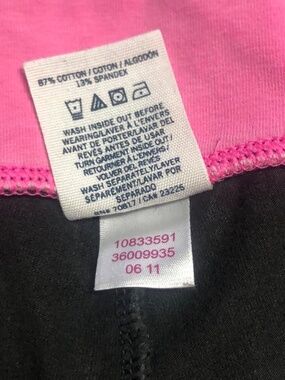 87% COTTON / COTON / ALGODÓN
13% SPANDEX
WASH INSIDE OUT BEFORE
WEARING/LAVER À L'ENVERS
AVANT DE PORTER/LAVAR DEL
REVÉS ANTES DE USAR/
TURN GARMENT INSIDE OUT/
RETOURNER À L'ENVERS/
VOLVER DEL REVÉS
WASH SEPARATELY/LAVER
SÉPARÉMENT/LAVAR POR
SEPARADO
RN# 70817 / CA# 23225
10833591
36009935
06 11